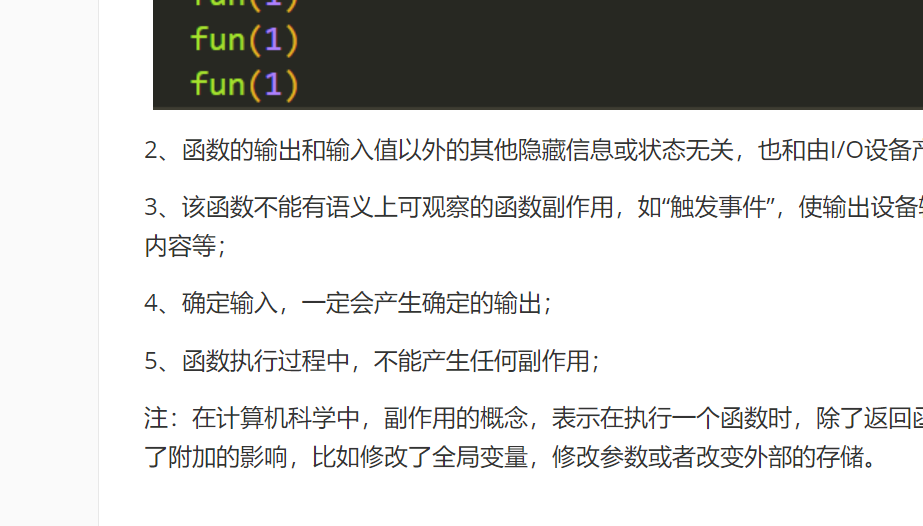 fun(1)
fun(1)
fun(1)
2、函数的输出和输入值以外的其他隐藏信息或状态无关，也和由I/O设备
3、该函数不能有语义上可观察的函数副作用，如“触发事件”，使输出设备
内容等；
4、确定输入，一定会产生确定的输出；
5、函数执行过程中，不能产生任何副作用；
注：在计算机科学中，副作用的概念，表示在执行一个函数时，除了返回
了附加的影响，比如修改了全局变量，修改参数或者改变外部的存储。